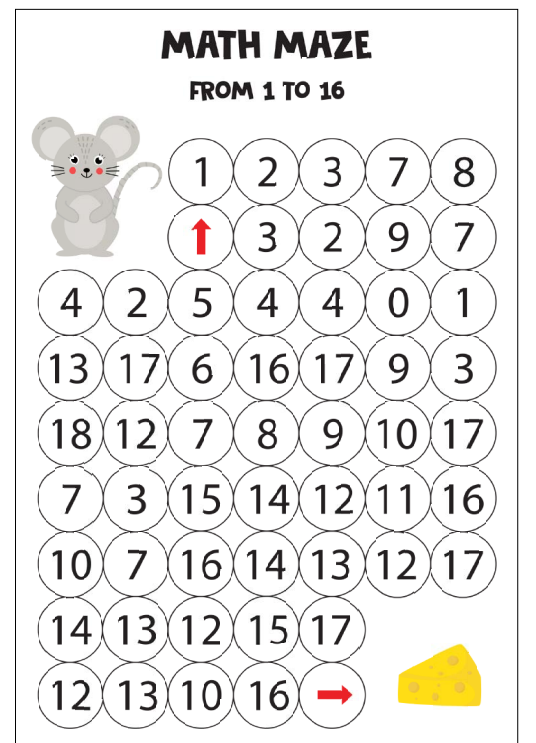 MATH MAZE
FROM 1 TO 16
1 2 3 7 8
3 2 9 7
4 2 5 4 4 0 1
13 17 6 16 17 9 3
18 12 7 8 9 10 17
7 3 15 14 12 11 16
10 7 16 14 13 12 17
14 13 12 15 17
12 13 10 16